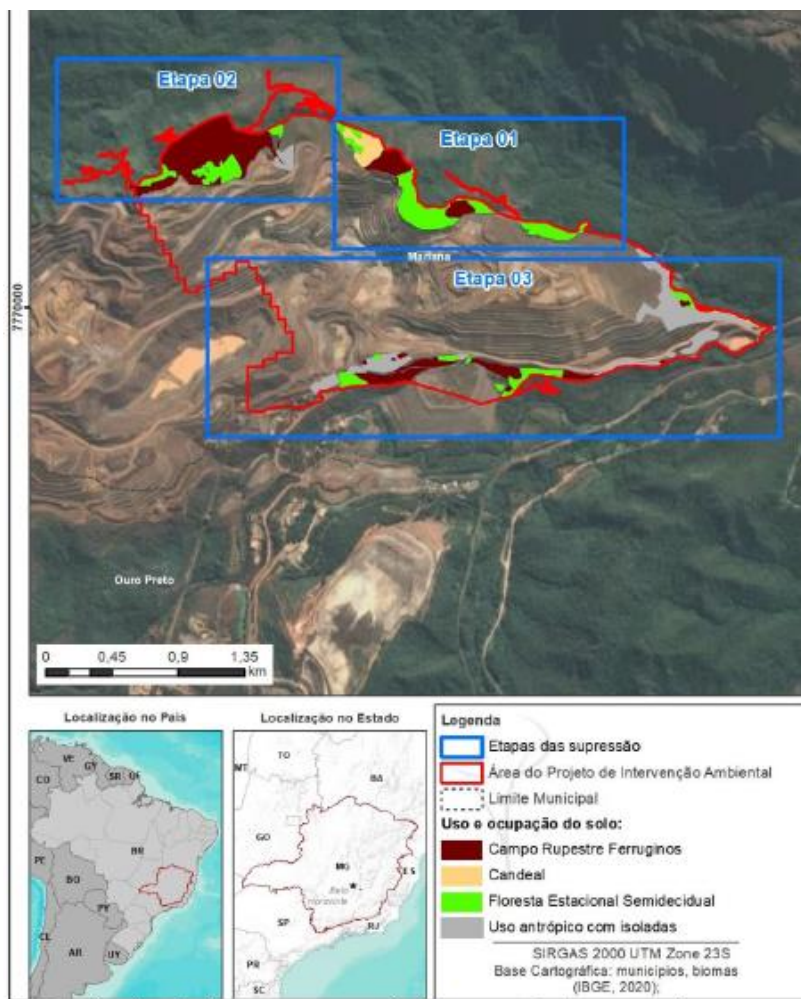 Etapa 02
Etapa 01
Mariana
Etapa 03
7770000
Ouro Preto
0 0,45 0,9 1,35
km
Localização no País
VE
GY
SR
CO
PE
BR
BO
PY
CL
AR
UY
Localização no Estado
TO
MT
BA
GO
MG
ES
Belo
Horizonte
SP
RJ
PR
SC
Legenda
Etapas das supressão
Área do Projeto de Intervenção Ambiental
Limite Municipal
Uso e ocupação do solo:
Campo Rupestre Ferruginos
Candeal
Floresta Estacional Semidecidual
Uso antrópico com isoladas
SIRGAS 2000 UTM Zone 23S
Base Cartográfica: municípios, biomas
(IBGE, 2020);